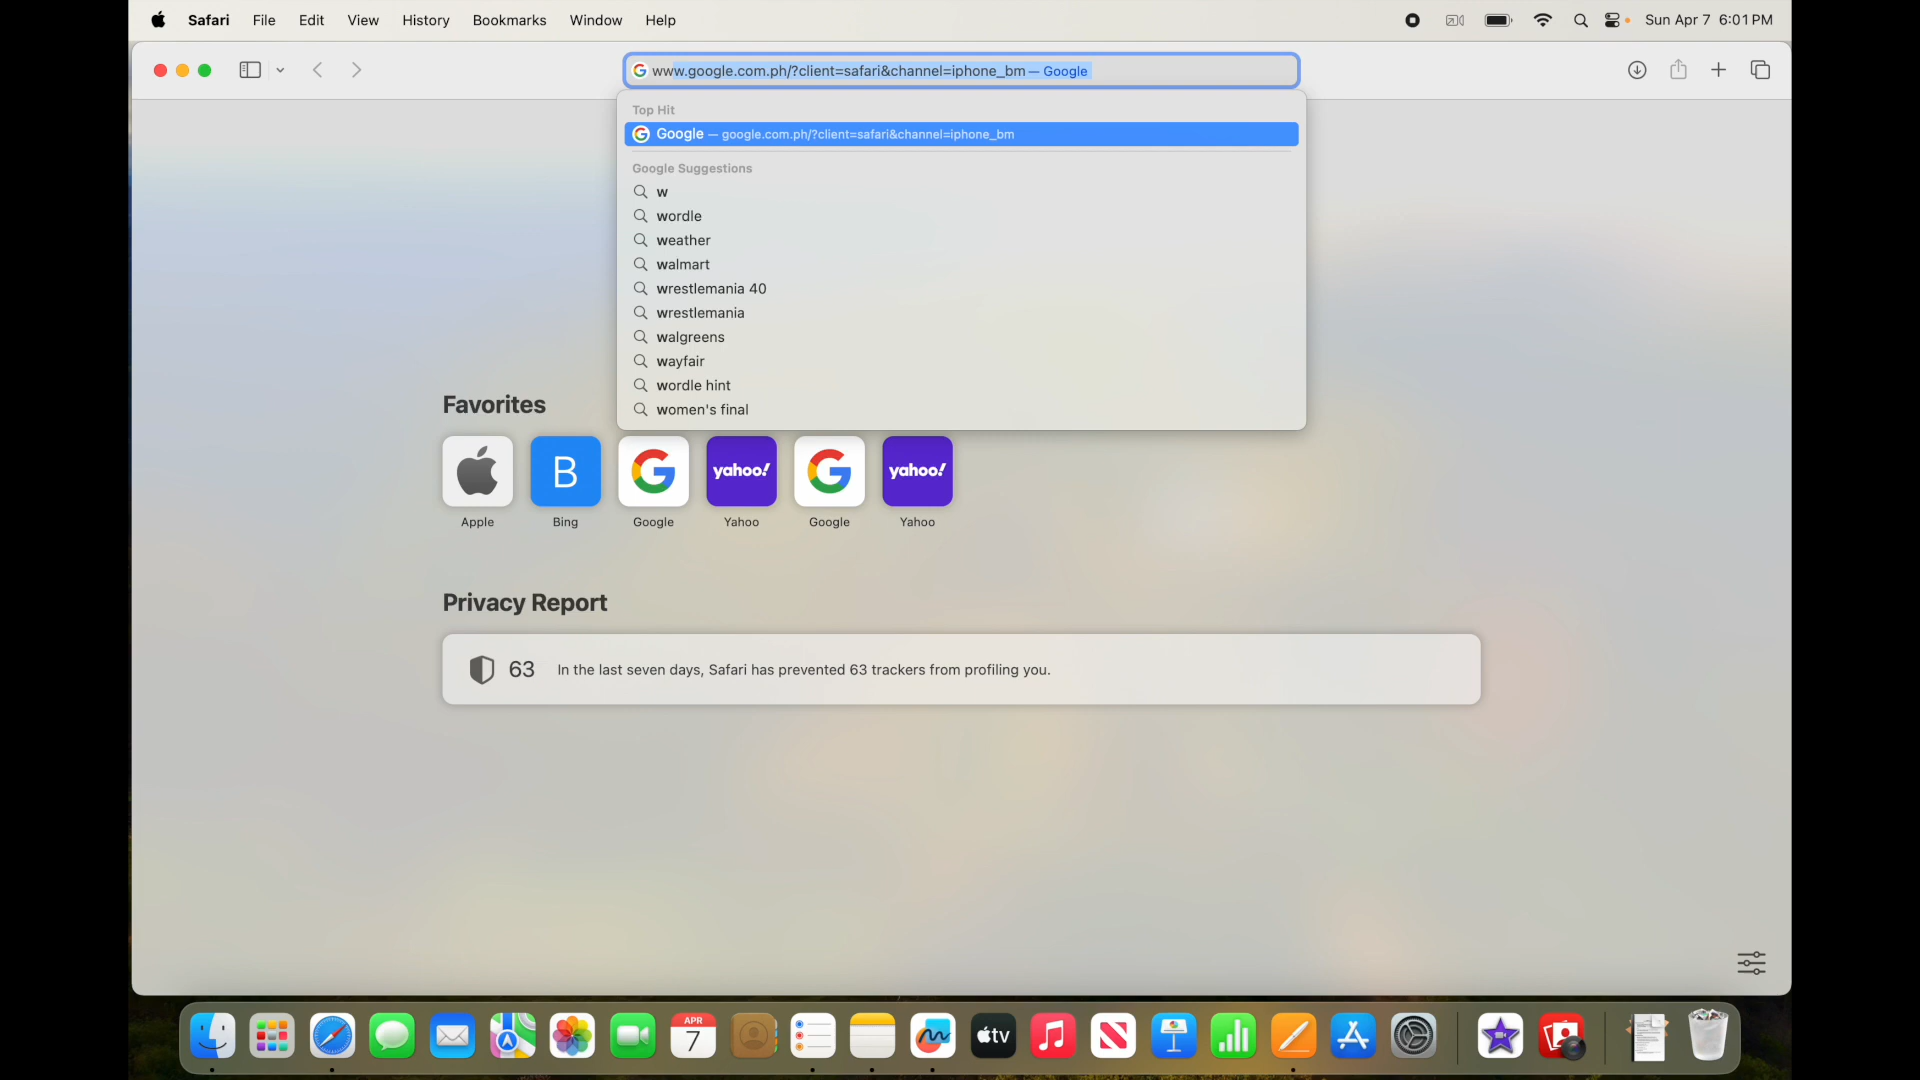 Safari File Edit View History Bookmarks Window Help Sun Apr 7 6:01 PM
www.google.com.ph/?client=safari&channel=iphone_bm — Google
Top Hit
Google — google.com.ph/?client=safari&channel=iphone_bm
Google Suggestions
w
wordle
weather
walmart
wrestlemania 40
wrestlemania
walgreens
wayfair
wordle hint
women's final
Favorites
B yahoo! yahoo!
Apple Bing Google Yahoo Google Yahoo
Privacy Report
63 In the last seven days, Safari has prevented 63 trackers from profiling you.
APR
7
tv